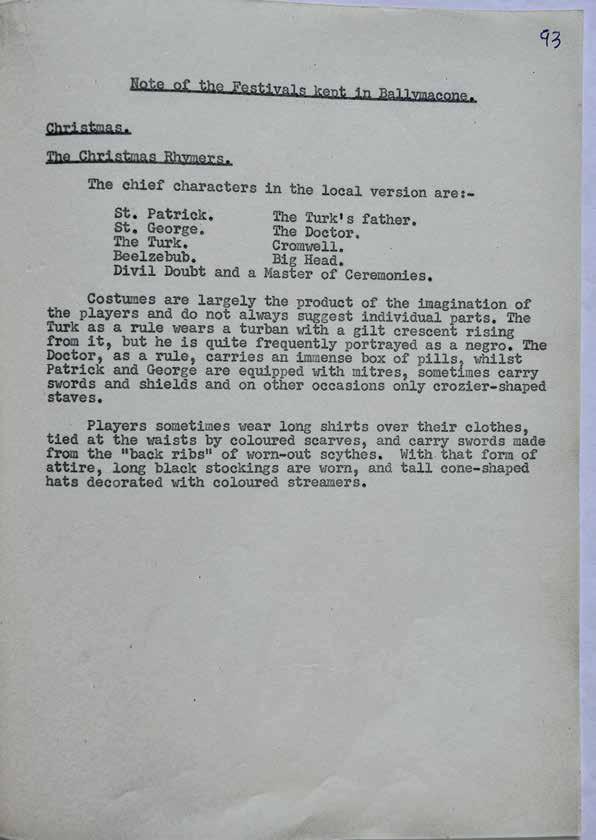 93
Note of the Festivals kept in Ballymacone.
Christmas.
The Christmas Rhymers.
The chief characters in the local version are:-
St. Patrick. The Turk's father.
St. George. The Doctor.
The Turk. Cromwell.
Beelzebub. Big Head.
Divil Doubt and a Master of Ceremonies.
Costumes are largely the product of the imagination of
the players and do not always suggest individual parts. The
Turk as a rule wears a turban with a gilt crescent rising
from it, but he is quite frequently portrayed as a negro. The
Doctor, as a rule, carries an immense box of pills, whilst
Patrick and George are equipped with mitres, sometimes carry
swords and shields and on other occasions only crozier-shaped
staves.
Players sometimes wear long shirts over their clothes,
tied at the waists by coloured scarves, and carry swords made
from the "back ribs" of worn-out scythes. With that form of
attire, long black stockings are worn, and tall cone-shaped
hats decorated with coloured streamers.